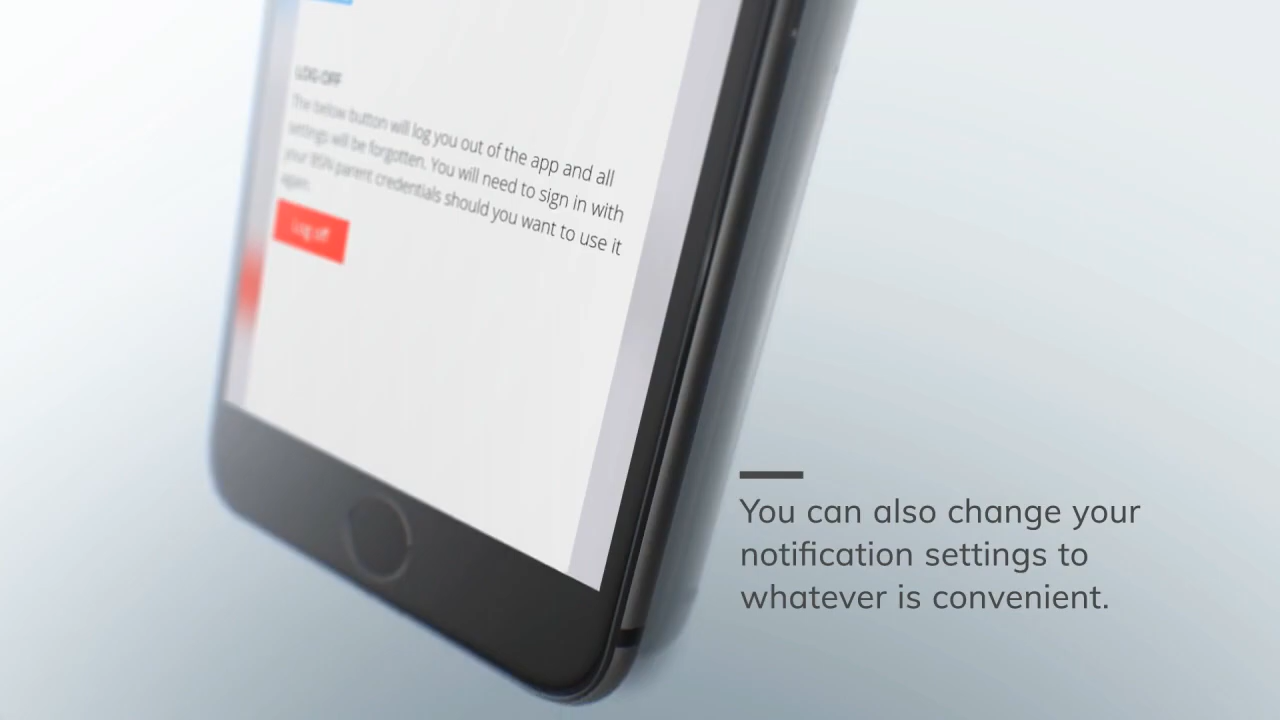 LOG-OFF
The below button will log you out of the app and all
settings will be forgotten. You will need to sign in with
your BSN parent credentials should you want to use it
again.
Log off
You can also change your
notification settings to
whatever is convenient.